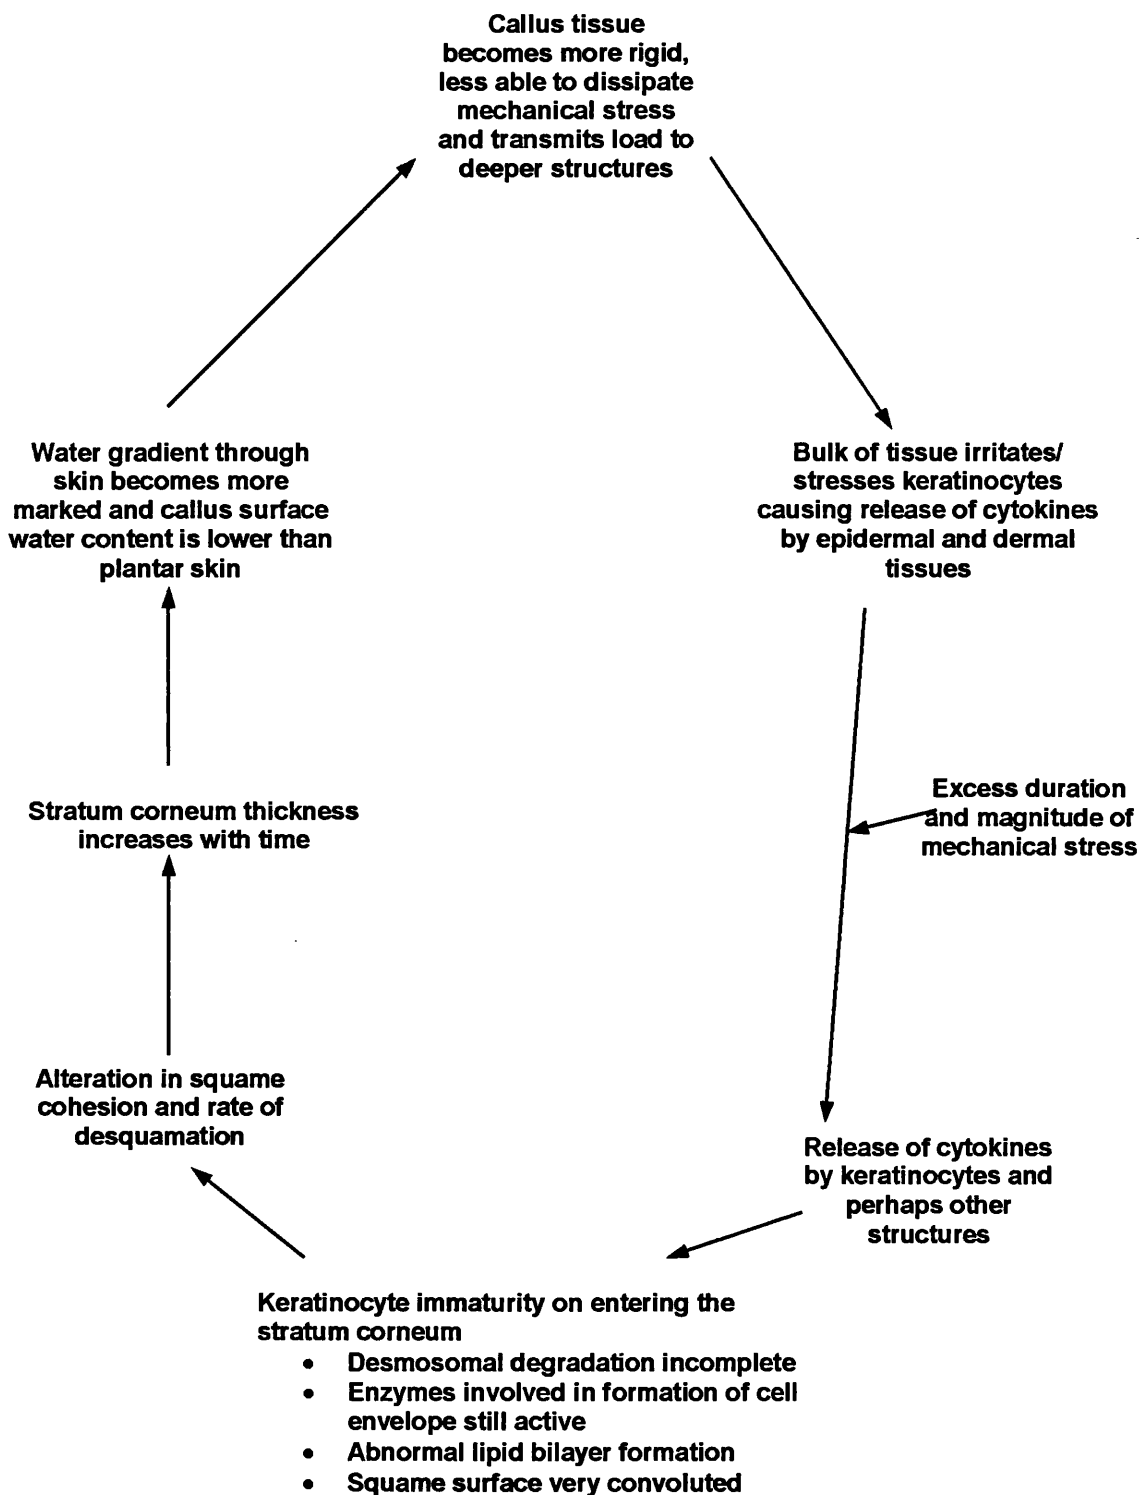 Callus tissue
becomes more rigid,
less able to dissipate
mechanical stress
and transmits load to
deeper structures
Water gradient through
skin becomes more
marked and callus surface
water content is lower than
plantar skin
Bulk of tissue irritates/
stresses keratinocytes
causing release of cytokines
by epidermal and dermal
tissues
Stratum corneum thickness
increases with time
Excess duration
and magnitude of
mechanical stress
Alteration in squame
cohesion and rate of
desquamation
Release of cytokines
by keratinocytes and
perhaps other
structures
Keratinocyte immaturity on entering the
stratum corneum
• Desmosomal degradation incomplete
• Enzymes involved in formation of cell
envelope still active
• Abnormal lipid bilayer formation
• Squame surface very convoluted